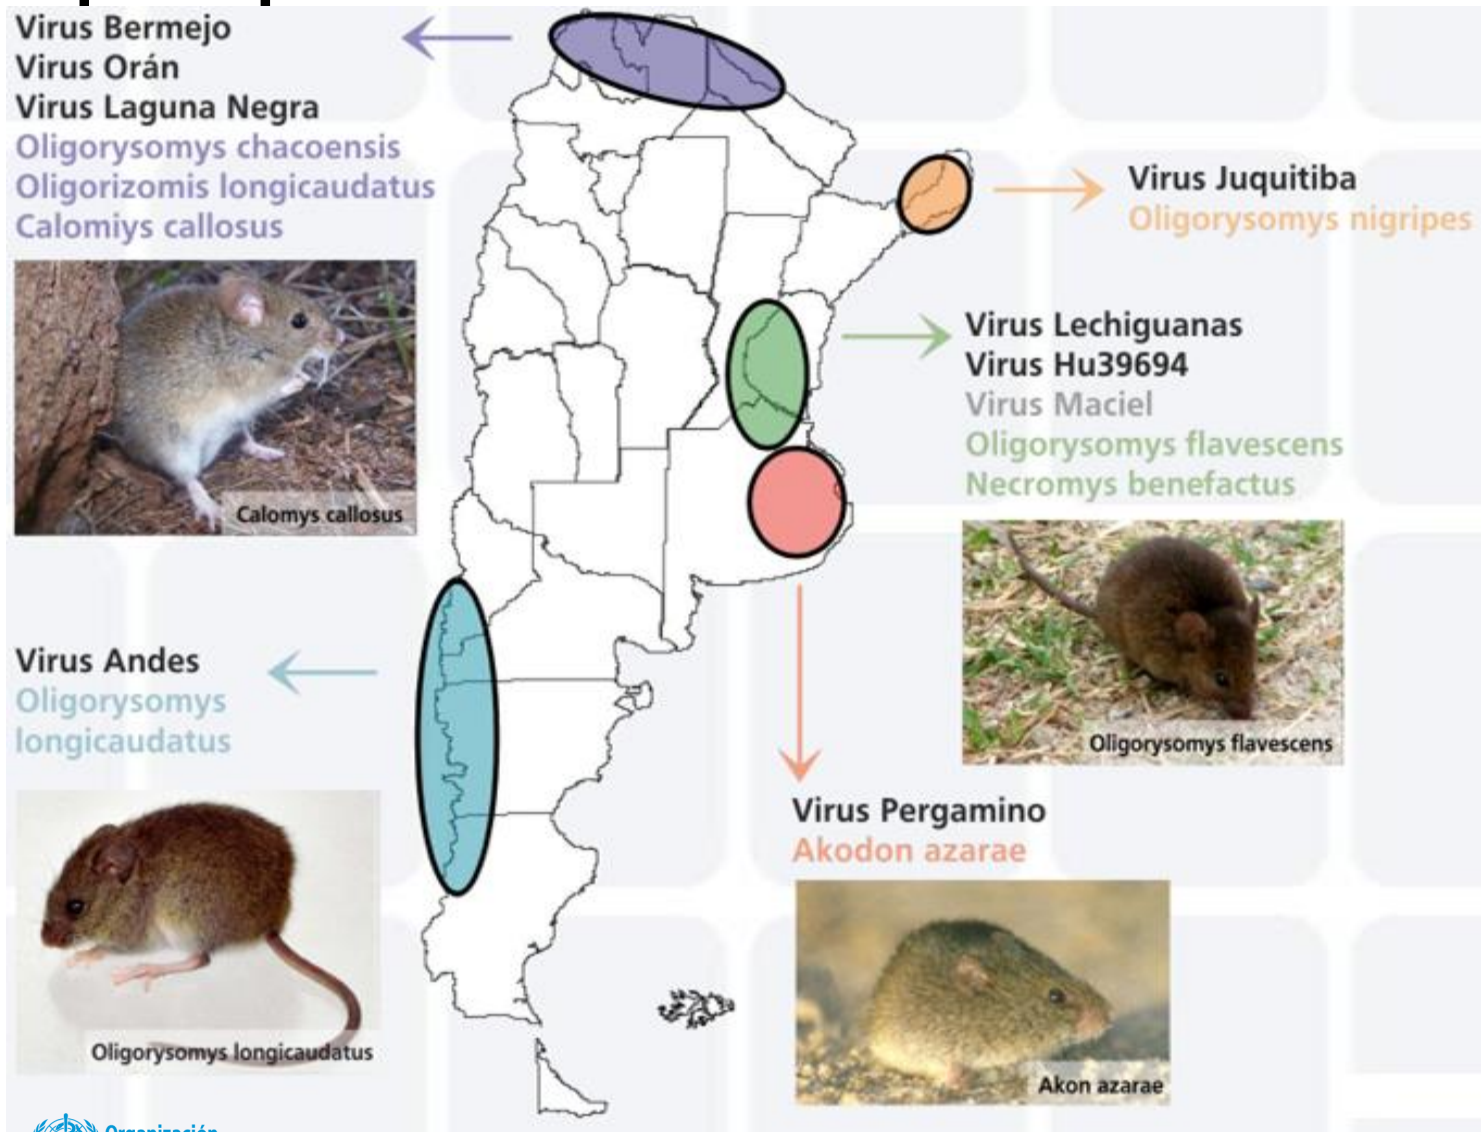 Virus Bermejo
Virus Orán
Virus Laguna Negra
Oligorysomys chacoensis
Oligorizomis longicaudatus
Calomiys callosus
Calomys callosus
Virus Juquitiba
Oligorysomys nigripes
Virus Lechiguanas
Virus Hu39694
Virus Maciel
Oligorysomys flavescens
Necromys benefactus
Oligorysomys flavescens
Virus Andes
Oligorysomys
longicaudatus
Oligorysomys longicaudatus
Virus Pergamino
Akodon azarae
Akon azarae
Organización